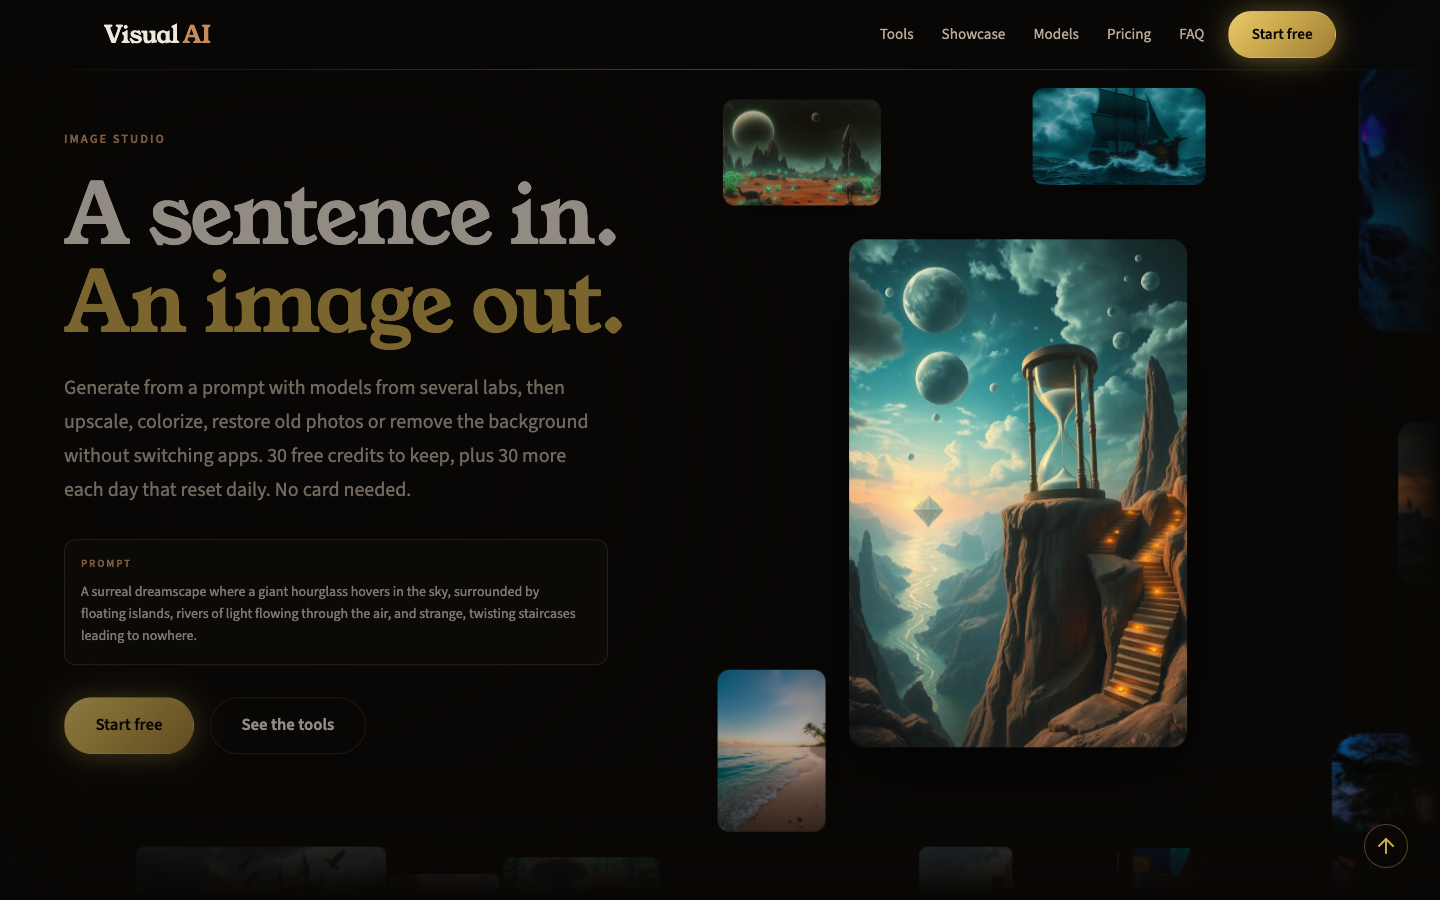 Visual AI
Tools
Showcase
Models
Pricing
FAQ
Start free
IMAGE STUDIO
A sentence in.
An image out.
Generate from a prompt with models from several labs, then
upscale, colorize, restore old photos or remove the background
without switching apps. 30 free credits to keep, plus 30 more
each day that reset daily. No card needed.
PROMPT
A surreal dreamscape where a giant hourglass hovers in the sky, surrounded by
floating islands, rivers of light flowing through the air, and strange, twisting staircases
leading to nowhere.
Start free
See the tools